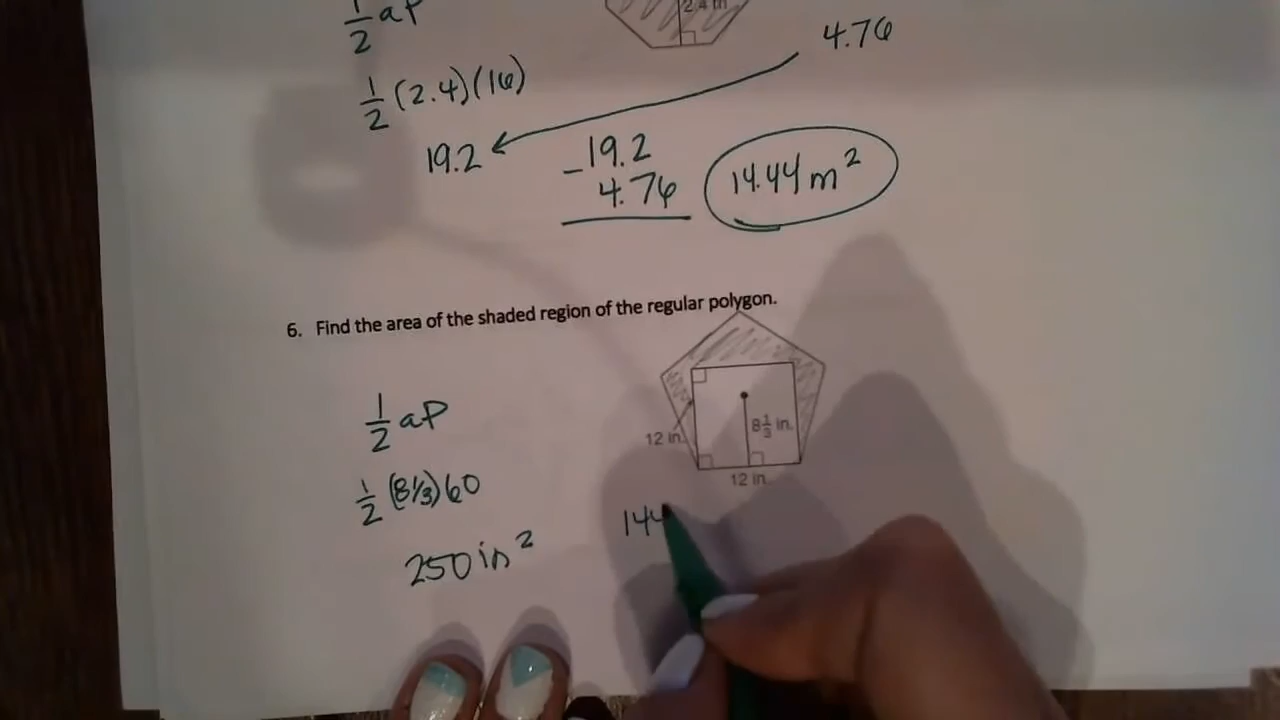 1/2 aP
2.4 in
4.76
1/2 (2.4)(16)
19.2
-19.2
4.76
14.44 m²
6. Find the area of the shaded region of the regular polygon.
1/2 aP
12 in.
8 1/3 in.
1/2 (8 1/3) 60
12 in.
144
250 in²